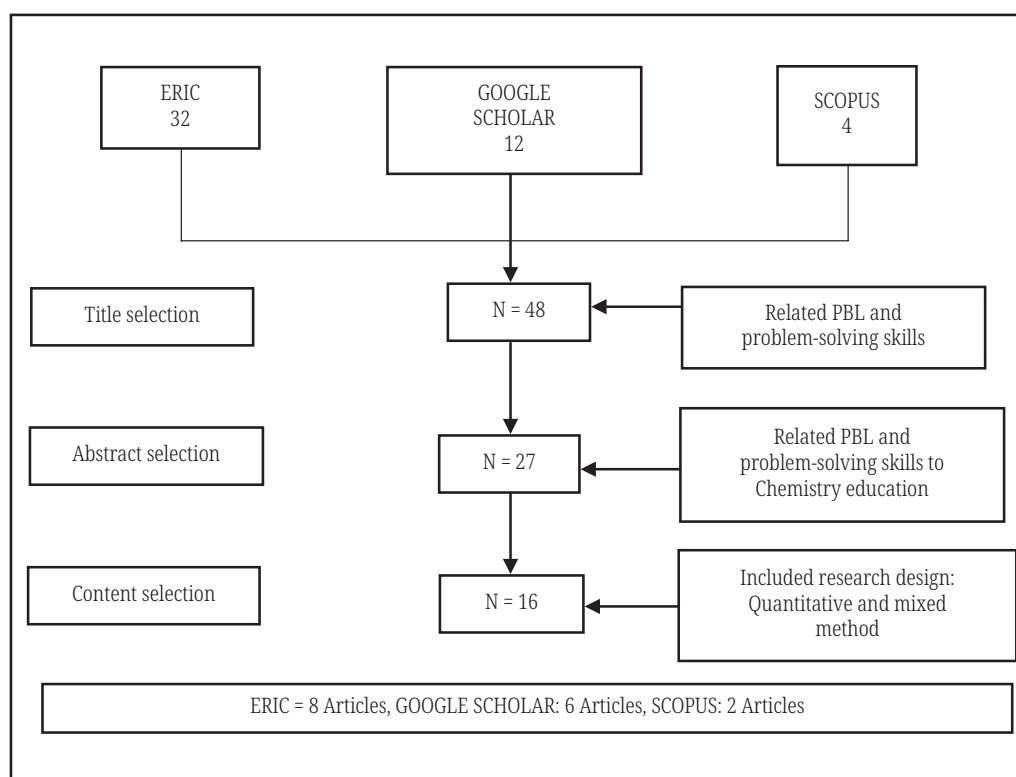 ERIC
32
GOOGLE
SCHOLAR
12
SCOPUS
4
Title selection
N = 48
Related PBL and
problem-solving skills
Abstract selection
N = 27
Related PBL and
problem-solving skills to
Chemistry education
Content selection
N = 16
Included research design:
Quantitative and mixed
method
ERIC = 8 Articles, GOOGLE SCHOLAR: 6 Articles, SCOPUS: 2 Articles